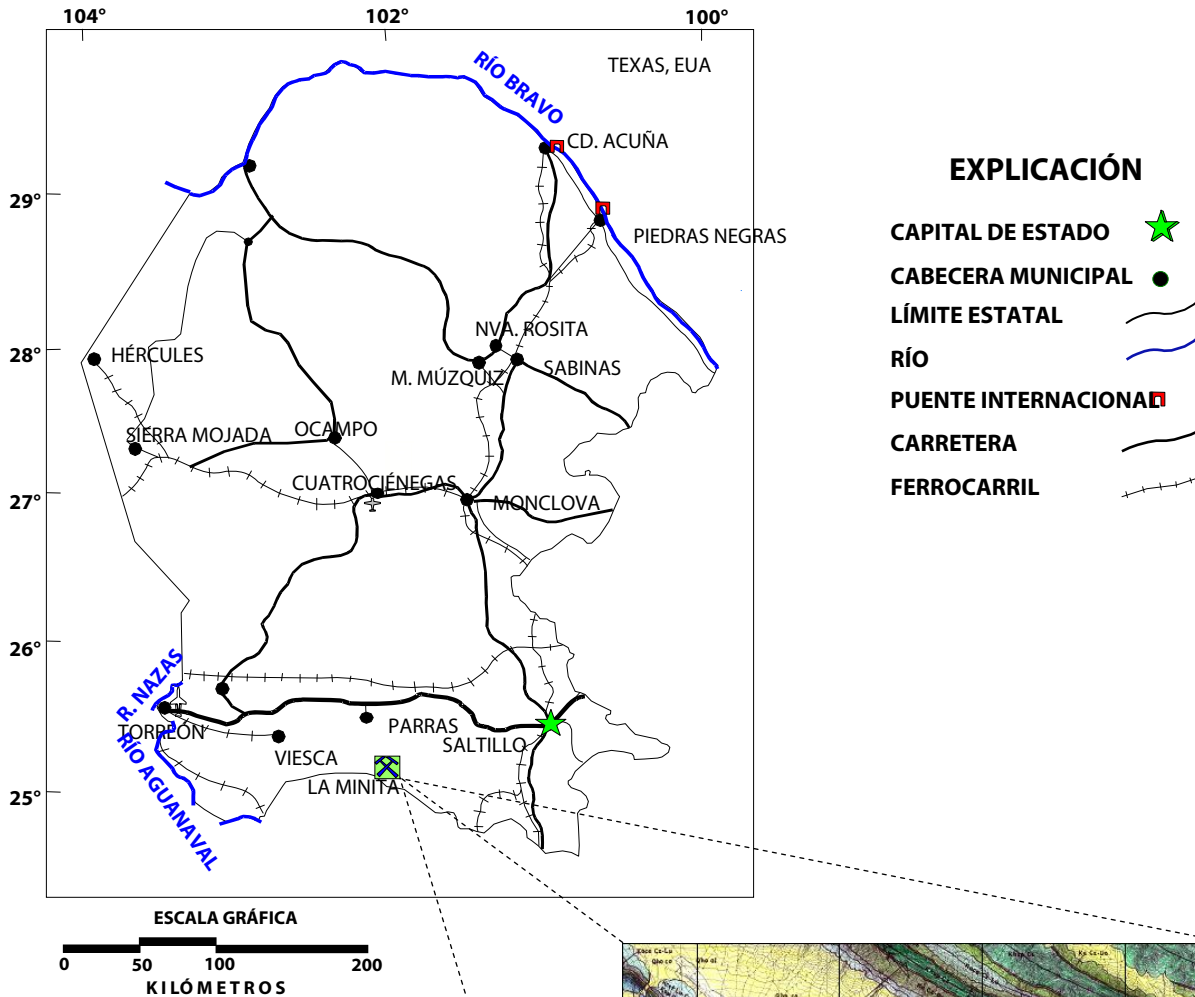 104°
102°
100°
TEXAS, EUA
RÍO BRAVO
CD. ACUÑA
29°
PIEDRAS NEGRAS
NVA. ROSITA
28°
HÉRCULES
SABINAS
M. MÚZQUIZ
SIERRA MOJADA
OCAMPO
CUATROCIÉNEGAS
27°
MONCLOVA
26°
R. NAZAS
TORREÓN
PARRAS
SALTILLO
RÍO AGUANAVAL
VIESCA
LA MINITA
25°
EXPLICACIÓN
CAPITAL DE ESTADO
CABECERA MUNICIPAL
LÍMITE ESTATAL
RÍO
PUENTE INTERNACIONAL
CARRETERA
FERROCARRIL
ESCALA GRÁFICA
0 50 100 200
KILÓMETROS